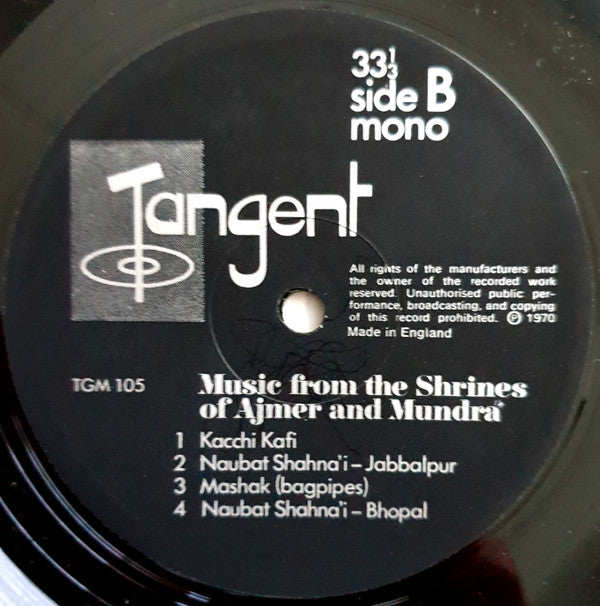 33⅓
side B
mono
Tangent
All rights of the manufacturers and
the owner of the recorded work
reserved. Unauthorised public per-
formance, broadcasting, and copying
of this record prohibited. ℗ 1970
Made in England
TGM 105
Music from the Shrines
of Ajmer and Mundra
1 Kacchi Kafi
2 Naubat Shahna'i – Jabbalpur
3 Mashak (bagpipes)
4 Naubat Shahna'i – Bhopal